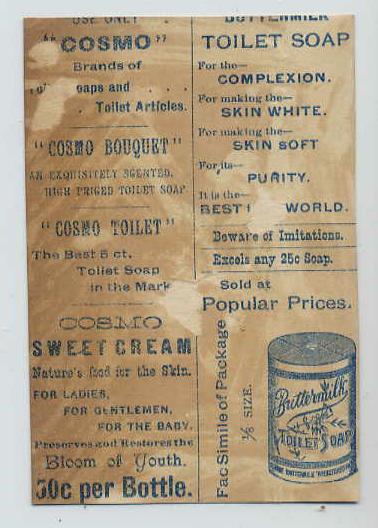 USE ONLY
"COSMO"
Brands of
oaps and . . .
. . Toilet Articles.
"COSMO BOUQUET"
AN EXQUISITELY SCENTED,
HIGH PRICED TOILET SOAP
"COSMO TOILET"
The Best 5 ct.
Toilet Soap
in the Mark
COSMO
SWEET CREAM
Nature's food for the Skin.
FOR LADIES,
FOR GENTLEMEN,
FOR THE BABY.
Preserves and Restores the
Bloom of Youth.
50c per Bottle.
BUTTERMILK
TOILET SOAP
For the—
COMPLEXION.
For making the—
SKIN WHITE.
For making the—
SKIN SOFT
For its—
PURITY.
It is the—
BEST WORLD.
Beware of Imitations.
Excels any 25c Soap.
Sold at
Popular Prices.
Fac Simile of Package
⅙ SIZE.
Buttermilk
TOILET SOAP